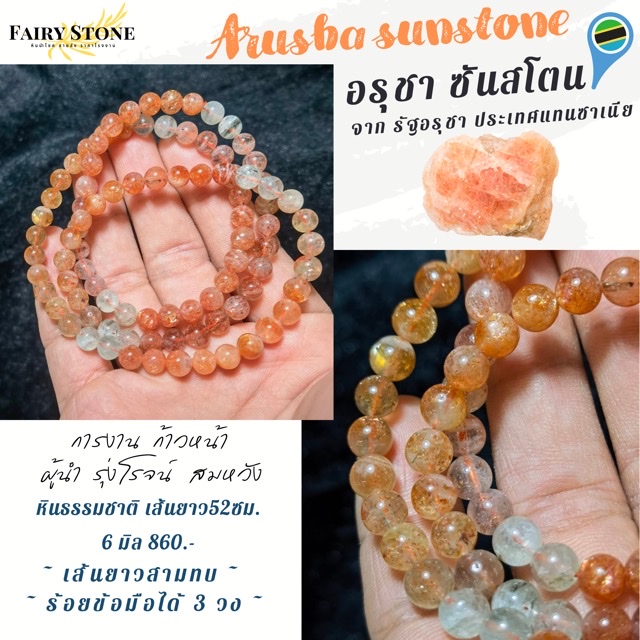 FAIRY STONE
หินนำโชค สายมู ราคาโรงงาน
Arusha sunstone
อรุชา ซันสโตน
จาก รัฐอรุชา ประเทศแทนซาเนีย
การงาน ก้าวหน้า
ผู้นำ รุ่งโรจน์ สมหวัง
หินธรรมชาติ เส้นยาว52ซม.
6 มิล 860.-
~ เส้นยาวสามทบ ~
~ ร้อยข้อมือได้ 3 วง ~